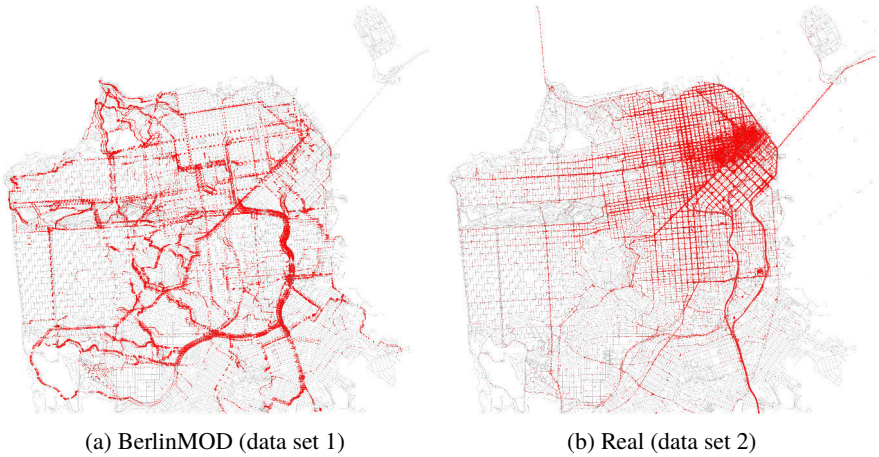 (a) BerlinMOD (data set 1)
(b) Real (data set 2)